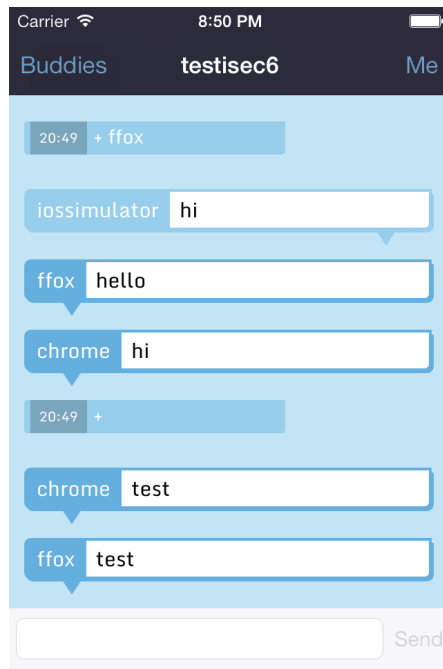 Carrier 8:50 PM
Buddies testisec6 Me
20:49 + ffox
iossimulator hi
ffox hello
chrome hi
20:49 +
chrome test
ffox test
Send